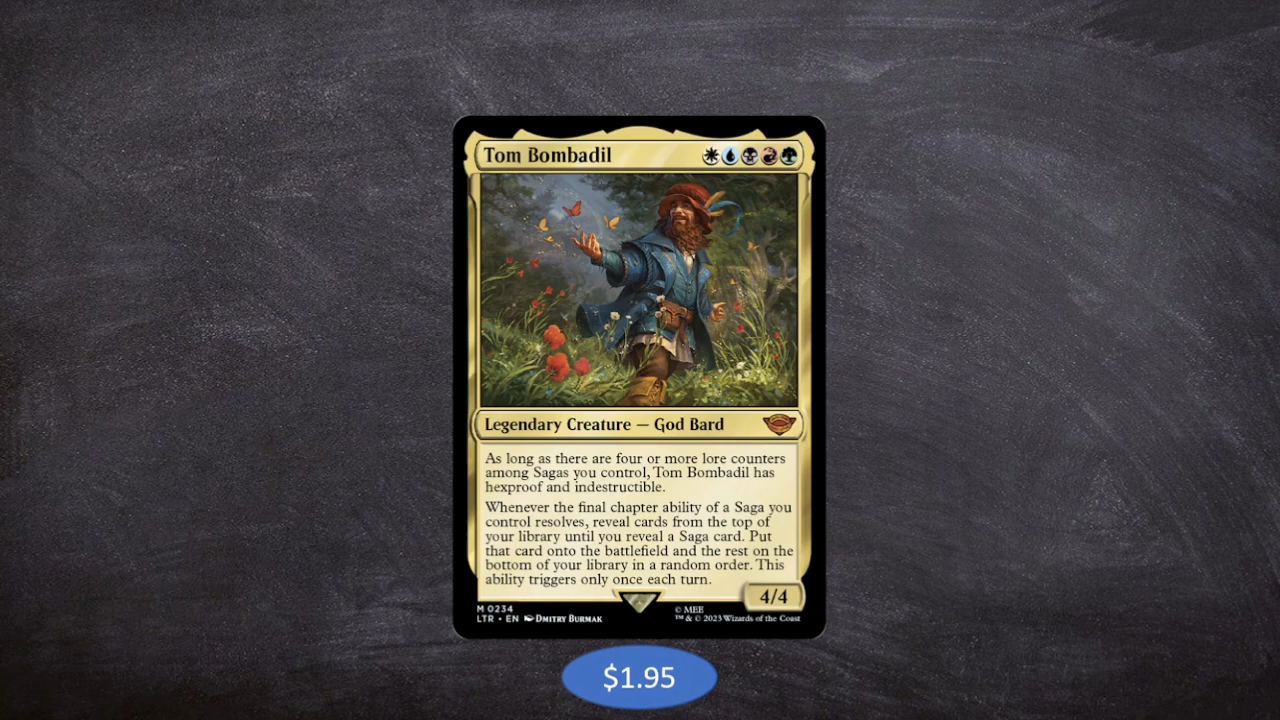 Tom Bombadil
Legendary Creature — God Bard
As long as there are four or more lore counters
among Sagas you control, Tom Bombadil has
hexproof and indestructible.
Whenever the final chapter ability of a Saga you
control resolves, reveal cards from the top of
your library until you reveal a Saga card. Put
that card onto the battlefield and the rest on the
bottom of your library in a random order. This
ability triggers only once each turn.
4/4
M 0234
LTR • EN Dmitry Burmak
© MEE
™ & © 2023 Wizards of the Coast
$1.95